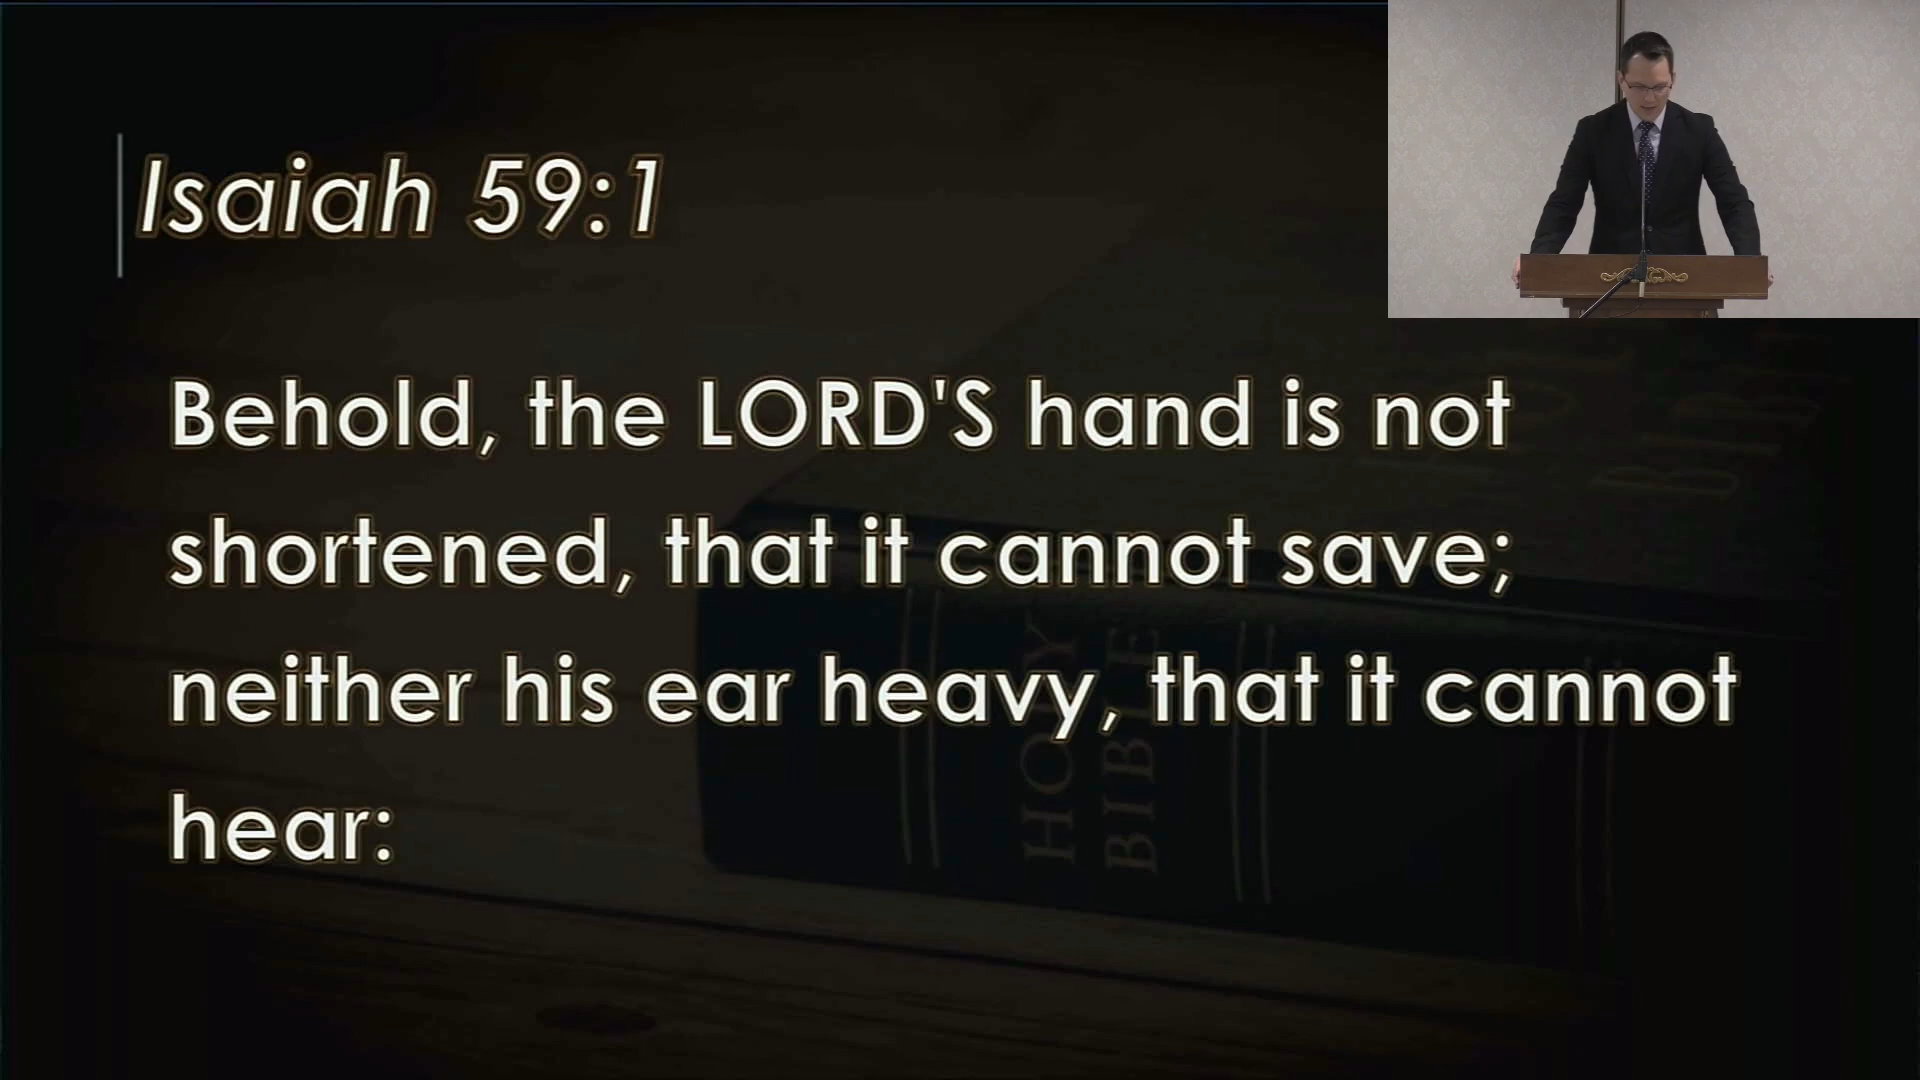 Isaiah 59:1
Behold, the LORD'S hand is not
shortened, that it cannot save;
neither his ear heavy, that it cannot
hear:
HOLY
BIBLE